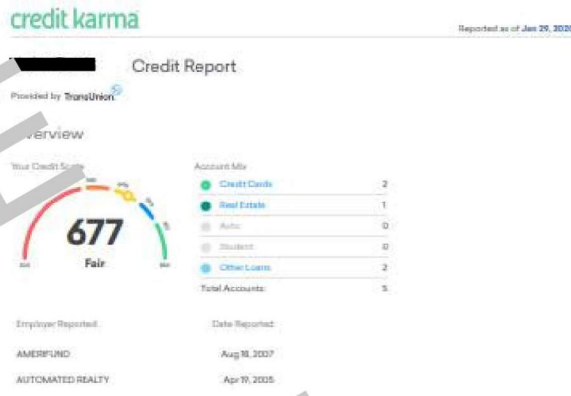 credit karma
Reported as of Jan 29, 2020
Credit Report
Provided by TransUnion
Overview
Your Credit Score
677
Fair
Account Mix
Credit Cards 2
Real Estate 1
Auto 0
Student 0
Other Loans 2
Total Accounts: 5
Employer Reported: Date Reported:
AMERIFUND Aug 18, 2007
AUTOMATED REALTY Apr 19, 2005